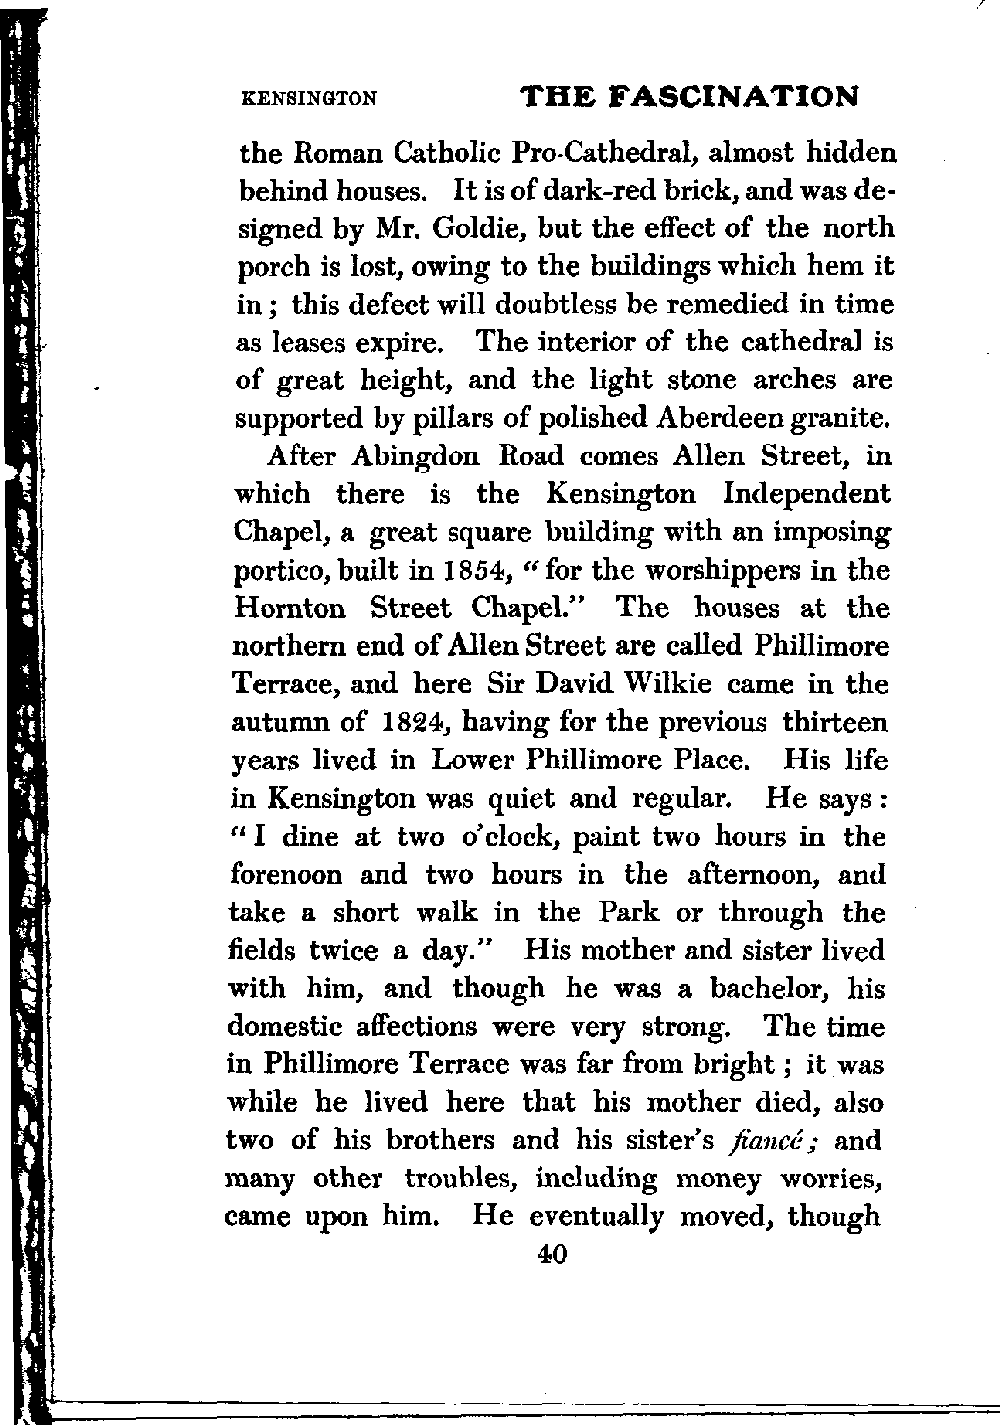 KENSINGTON THE FASCINATION
the Roman Catholic Pro-Cathedral, almost hidden
behind houses. It is of dark-red brick, and was de-
signed by Mr. Goldie, but the effect of the north
porch is lost, owing to the buildings which hem it
in; this defect will doubtless be remedied in time
as leases expire. The interior of the cathedral is
of great height, and the light stone arches are
supported by pillars of polished Aberdeen granite.
After Abingdon Road comes Allen Street, in
which there is the Kensington Independent
Chapel, a great square building with an imposing
portico, built in 1854, “for the worshippers in the
Hornton Street Chapel.” The houses at the
northern end of Allen Street are called Phillimore
Terrace, and here Sir David Wilkie came in the
autumn of 1824, having for the previous thirteen
years lived in Lower Phillimore Place. His life
in Kensington was quiet and regular. He says:
“I dine at two o’clock, paint two hours in the
forenoon and two hours in the afternoon, and
take a short walk in the Park or through the
fields twice a day.” His mother and sister lived
with him, and though he was a bachelor, his
domestic affections were very strong. The time
in Phillimore Terrace was far from bright; it was
while he lived here that his mother died, also
two of his brothers and his sister’s fiancé; and
many other troubles, including money worries,
came upon him. He eventually moved, though
40